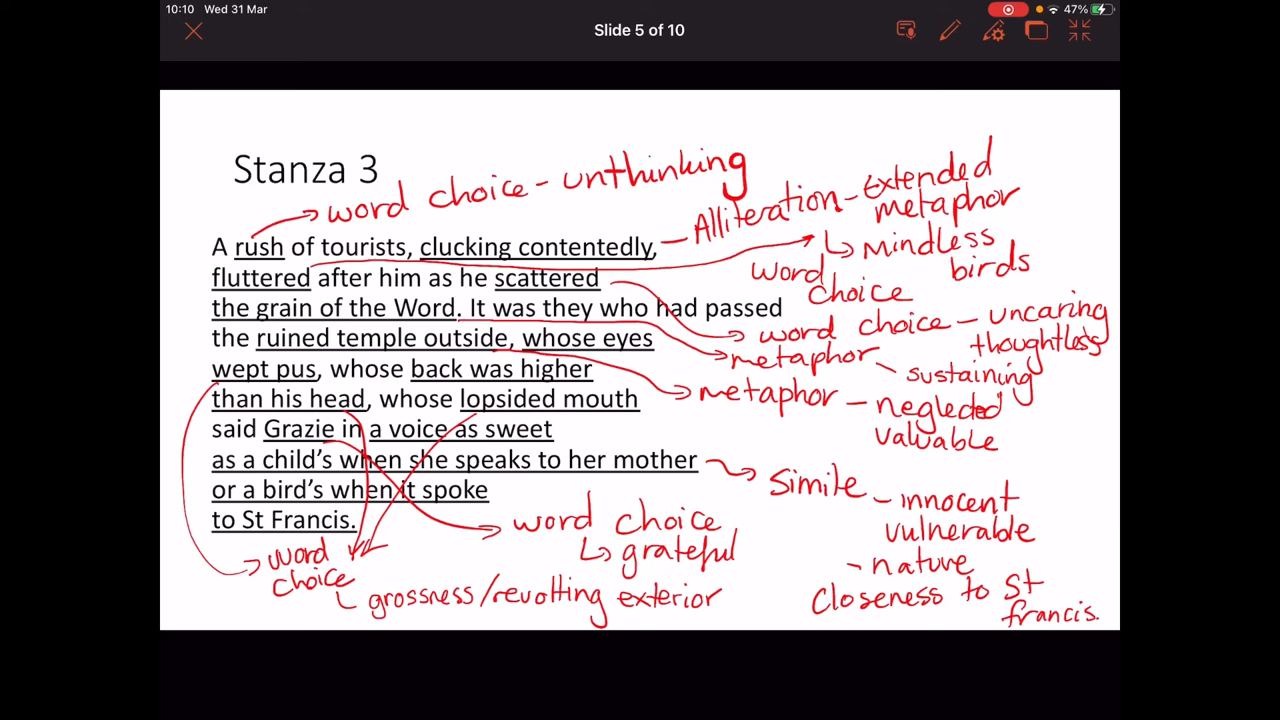 10:10 Wed 31 Mar
47%
Slide 5 of 10
Stanza 3
word choice - unthinking
A rush of tourists, clucking contentedly,
fluttered after him as he scattered
the grain of the Word. It was they who had passed
the ruined temple outside, whose eyes
wept pus, whose back was higher
than his head, whose lopsided mouth
said Grazie in a voice as sweet
as a child's when she speaks to her mother
or a bird's when it spoke
to St Francis.
Alliteration - Extended
metaphor
mindless
birds
word
choice
word choice - uncaring
thoughtless
metaphor
sustaining
metaphor - neglected
valuable
simile - innocent
vulnerable
- nature
closeness to St
francis.
word choice
grateful
word
choice
grossness/revolting exterior